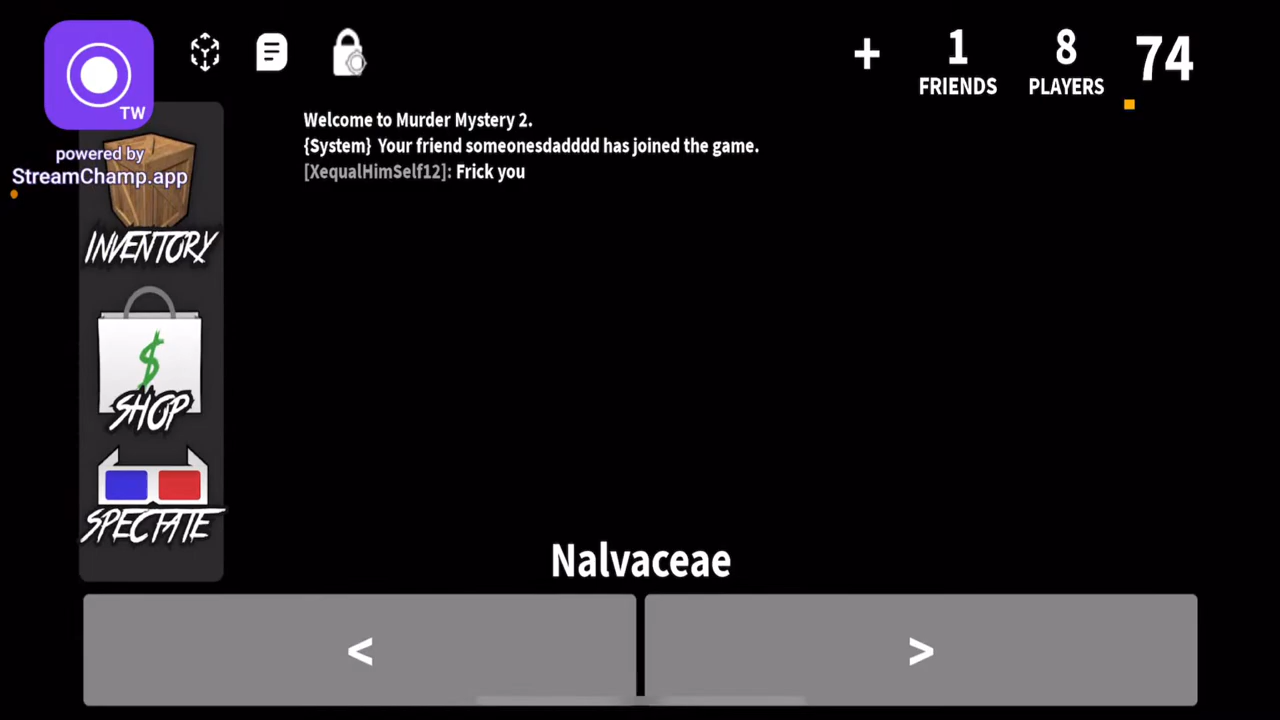 TW
powered by
StreamChamp.app
+
1
FRIENDS
8
PLAYERS
74
Welcome to Murder Mystery 2.
{System} Your friend someonesdadddd has joined the game.
[XequalHimSelf12]: Frick you
INVENTORY
$
SHOP
SPECTATE
Nalvaceae
<
>